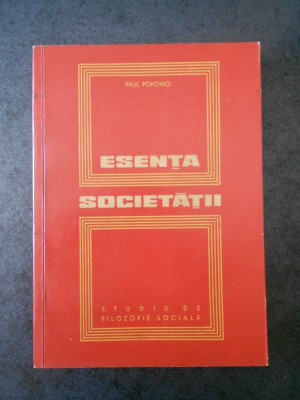 PAUL POPOVICI
ESENȚA
SOCIETĂȚII
STUDIU DE
FILOZOFIE SOCIALĂ